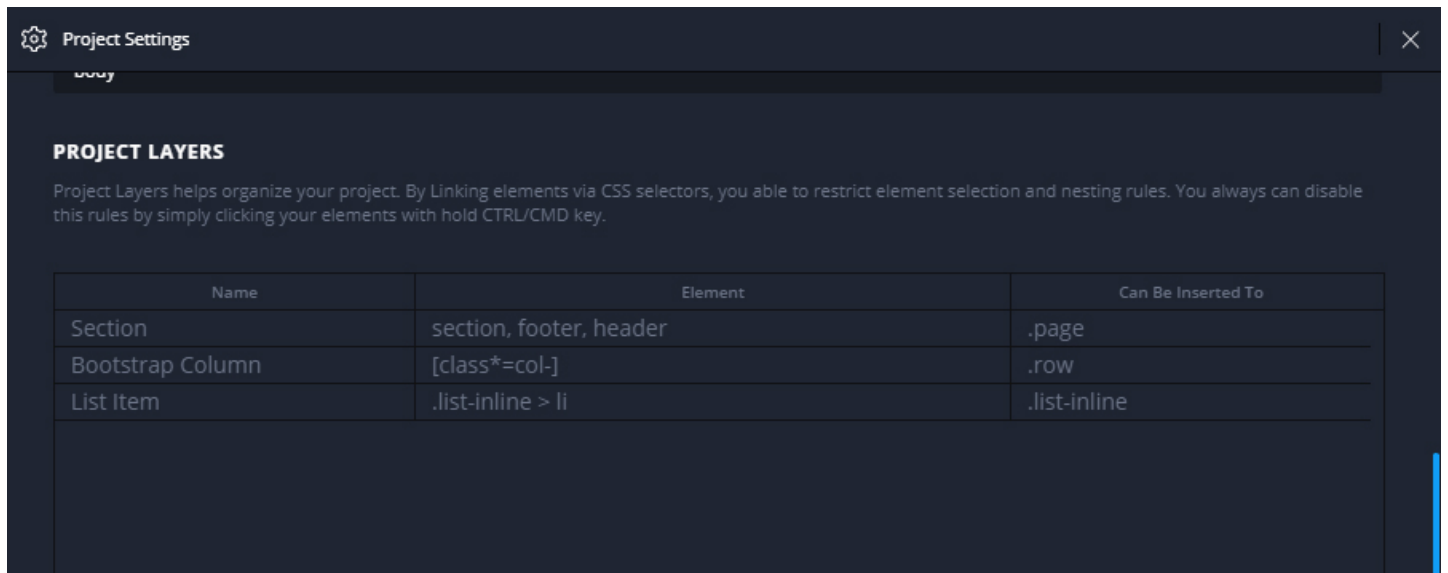 Project Settings
body
PROJECT LAYERS
Project Layers helps organize your project. By Linking elements via CSS selectors, you able to restrict element selection and nesting rules. You always can disable
this rules by simply clicking your elements with hold CTRL/CMD key.
Name Element Can Be Inserted To
Section section, footer, header .page
Bootstrap Column [class*=col-] .row
List Item .list-inline > li .list-inline